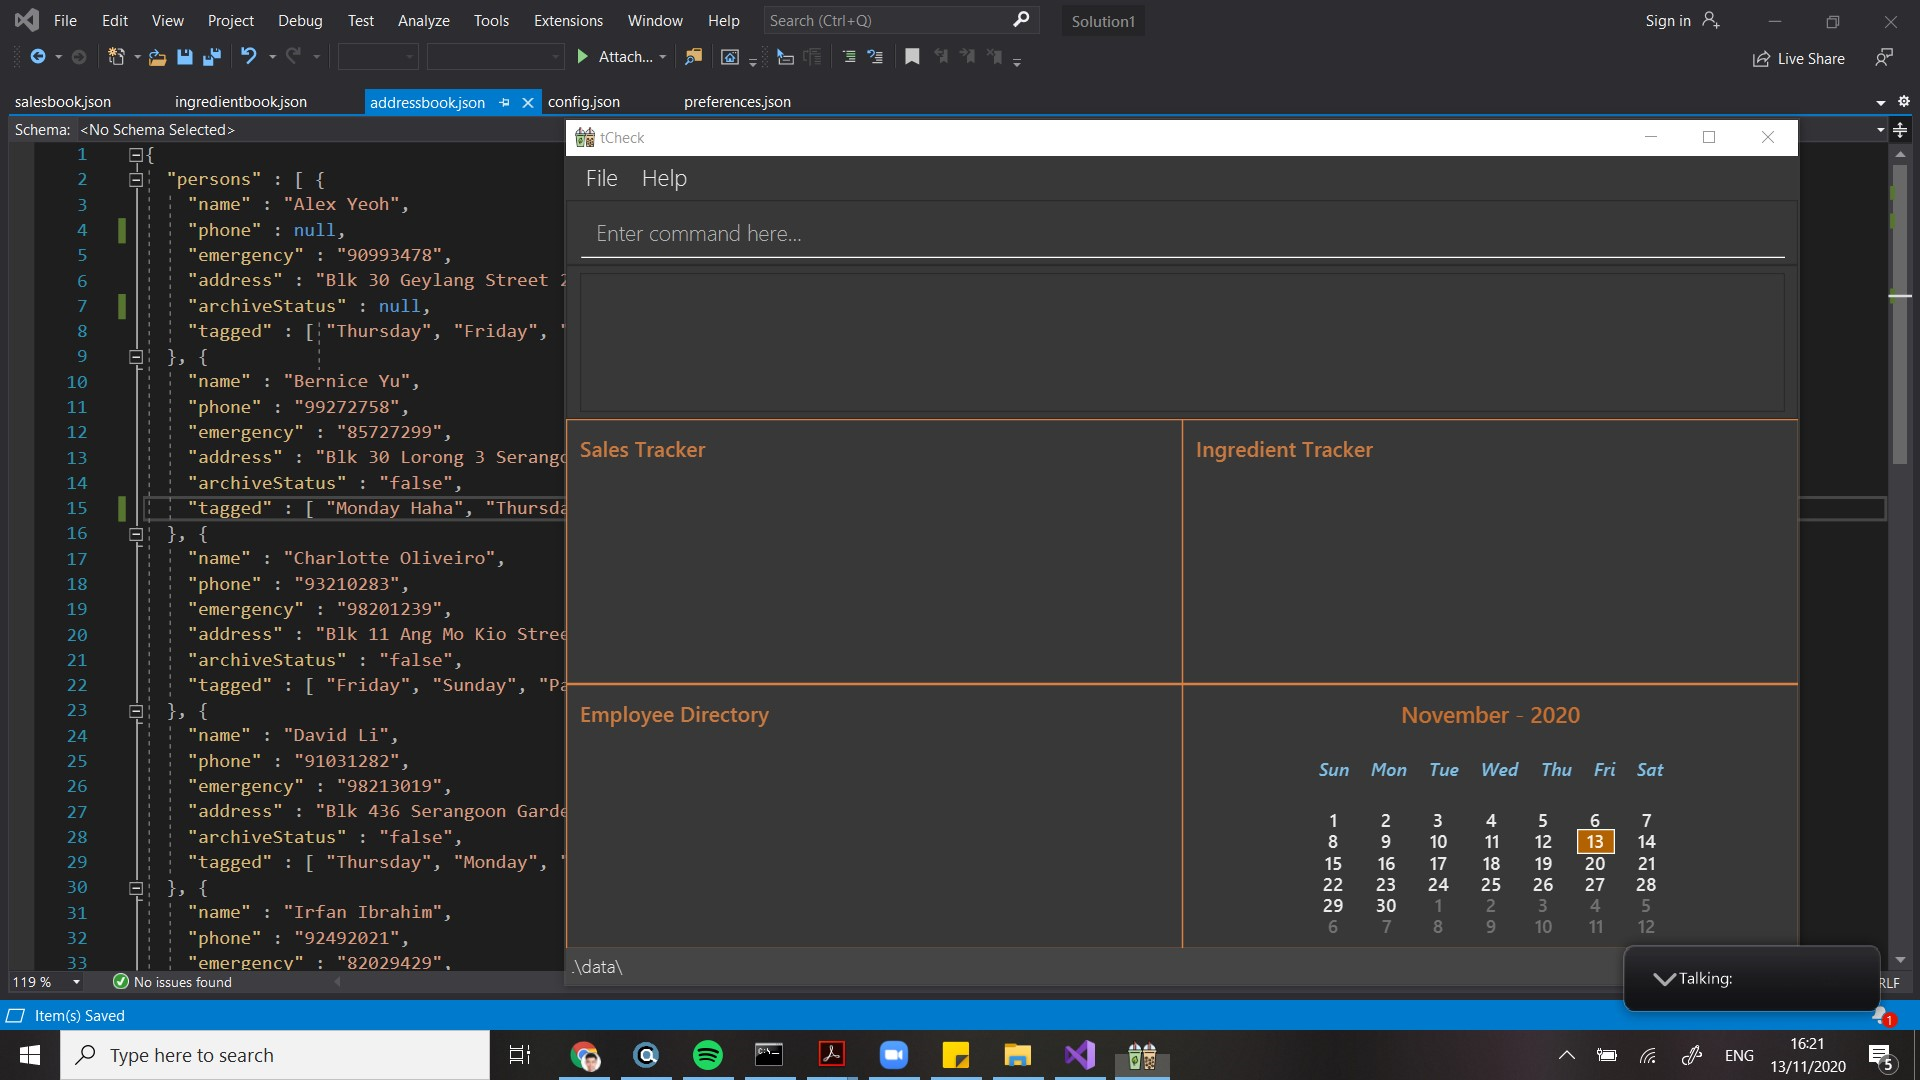 File Edit View Project Debug Test Analyze Tools Extensions Window Help Search (Ctrl+Q) Solution1 Sign in
Attach... Live Share
salesbook.json ingredientbook.json addressbook.json config.json preferences.json
Schema: <No Schema Selected>
1 {
2 "persons" : [ {
3 "name" : "Alex Yeoh",
4 "phone" : null,
5 "emergency" : "90993478",
6 "address" : "Blk 30 Geylang Street 2
7 "archiveStatus" : null,
8 "tagged" : [ "Thursday", "Friday", "
9 }, {
10 "name" : "Bernice Yu",
11 "phone" : "99272758",
12 "emergency" : "85727299",
13 "address" : "Blk 30 Lorong 3 Serango
14 "archiveStatus" : "false",
15 "tagged" : [ "Monday Haha", "Thursda
16 }, {
17 "name" : "Charlotte Oliveiro",
18 "phone" : "93210283",
19 "emergency" : "98201239",
20 "address" : "Blk 11 Ang Mo Kio Stree
21 "archiveStatus" : "false",
22 "tagged" : [ "Friday", "Sunday", "Pa
23 }, {
24 "name" : "David Li",
25 "phone" : "91031282",
26 "emergency" : "98213019",
27 "address" : "Blk 436 Serangoon Garde
28 "archiveStatus" : "false",
29 "tagged" : [ "Thursday", "Monday", "
30 }, {
31 "name" : "Irfan Ibrahim",
32 "phone" : "92492021",
33 "emergency" : "82029429",
119 % No issues found
tCheck
File Help
Enter command here...
Sales Tracker
Ingredient Tracker
Employee Directory
November - 2020
Sun Mon Tue Wed Thu Fri Sat
1 2 3 4 5 6 7
8 9 10 11 12 13 14
15 16 17 18 19 20 21
22 23 24 25 26 27 28
29 30 1 2 3 4 5
6 7 8 9 10 11 12
.\data\
Talking:
RLF
Item(s) Saved
1
Type here to search
ENG
16:21
13/11/2020
5